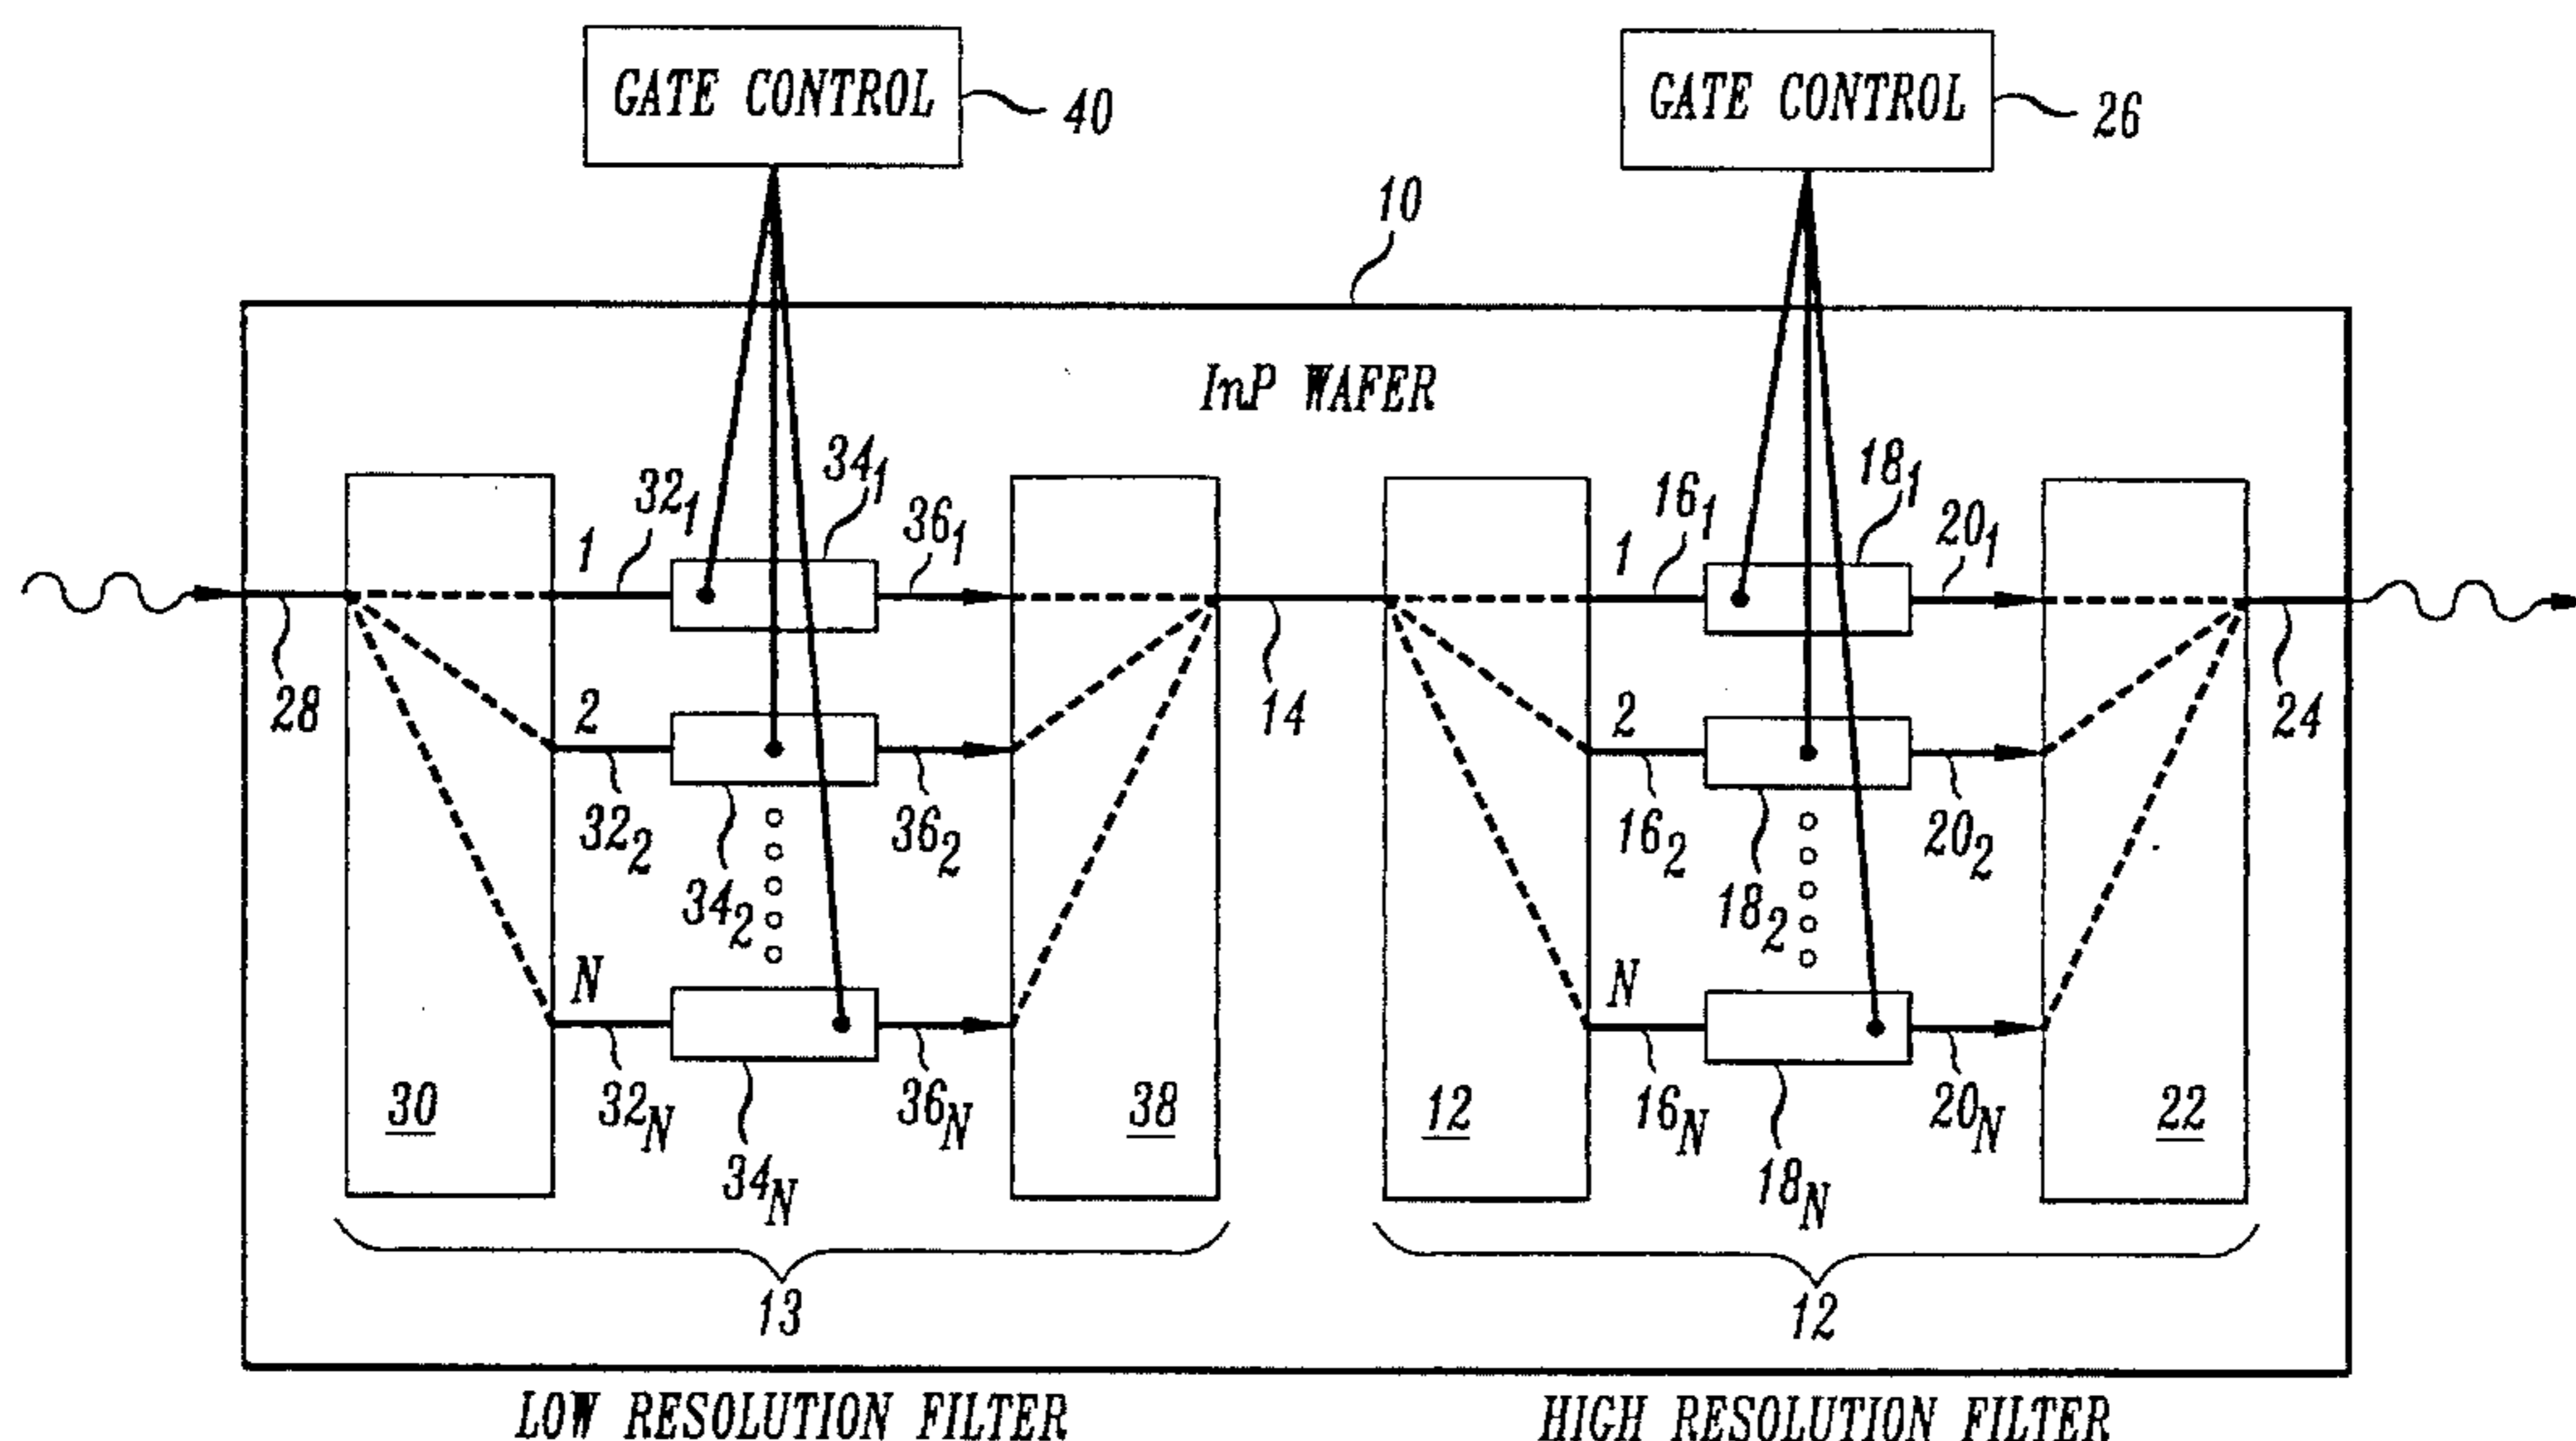 GATE CONTROL
40
GATE CONTROL
26
10
InP WAFER
1
32₁
34₁
36₁
1
16₁
18₁
20₁
28
2
32₂
34₂
36₂
14
2
16₂
18₂
20₂
24
N
32N
34N
36N
N
16N
18N
20N
30
38
12
22
13
12
LOW RESOLUTION FILTER
HIGH RESOLUTION FILTER